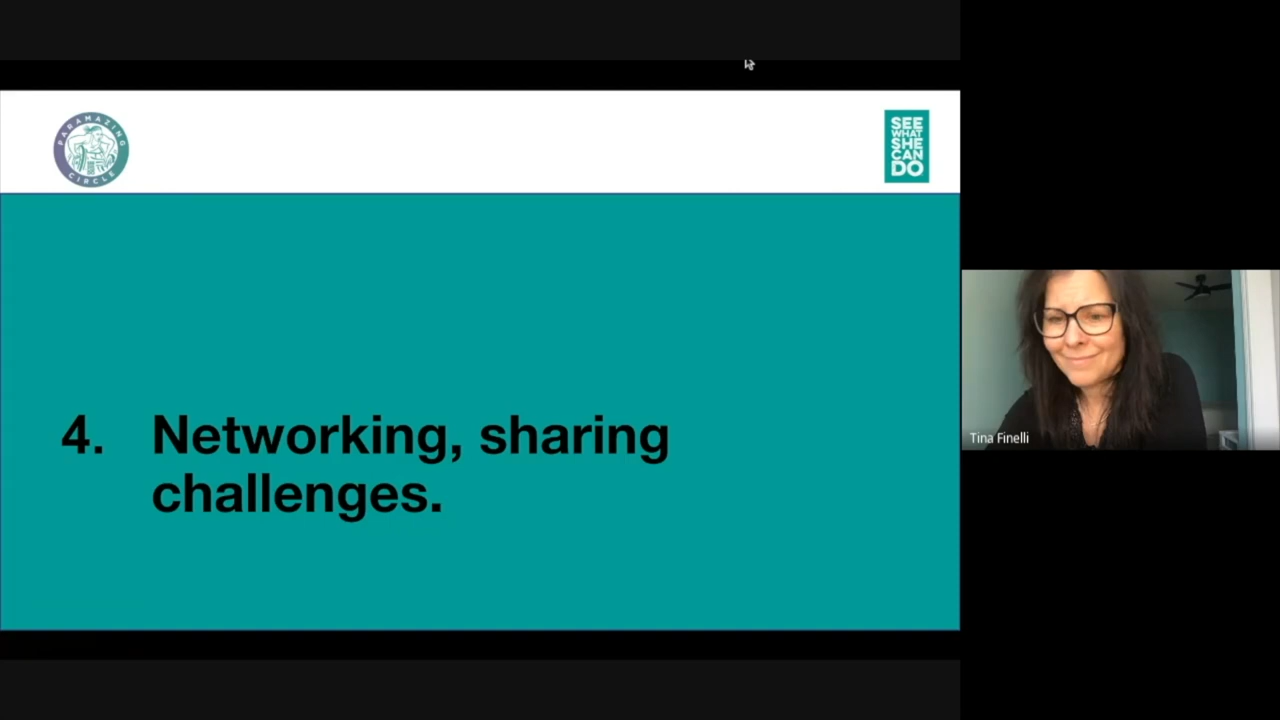 PARAMAZING
CIRCLE
SEE
WHAT
SHE
CAN
DO
4. Networking, sharing
challenges.
Tina Finelli